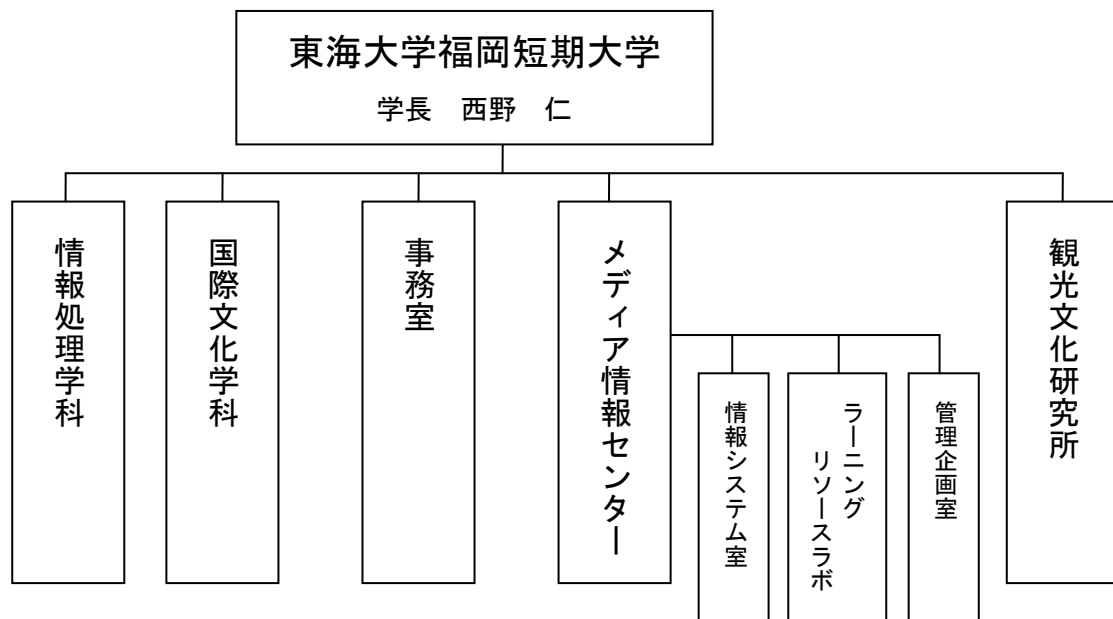 東海大学福岡短期大学
学長　西野　仁
情報処理学科
国際文化学科
事務室
メディア情報センター
情報システム室
ラーニング
リソースラボ
管理企画室
観光文化研究所